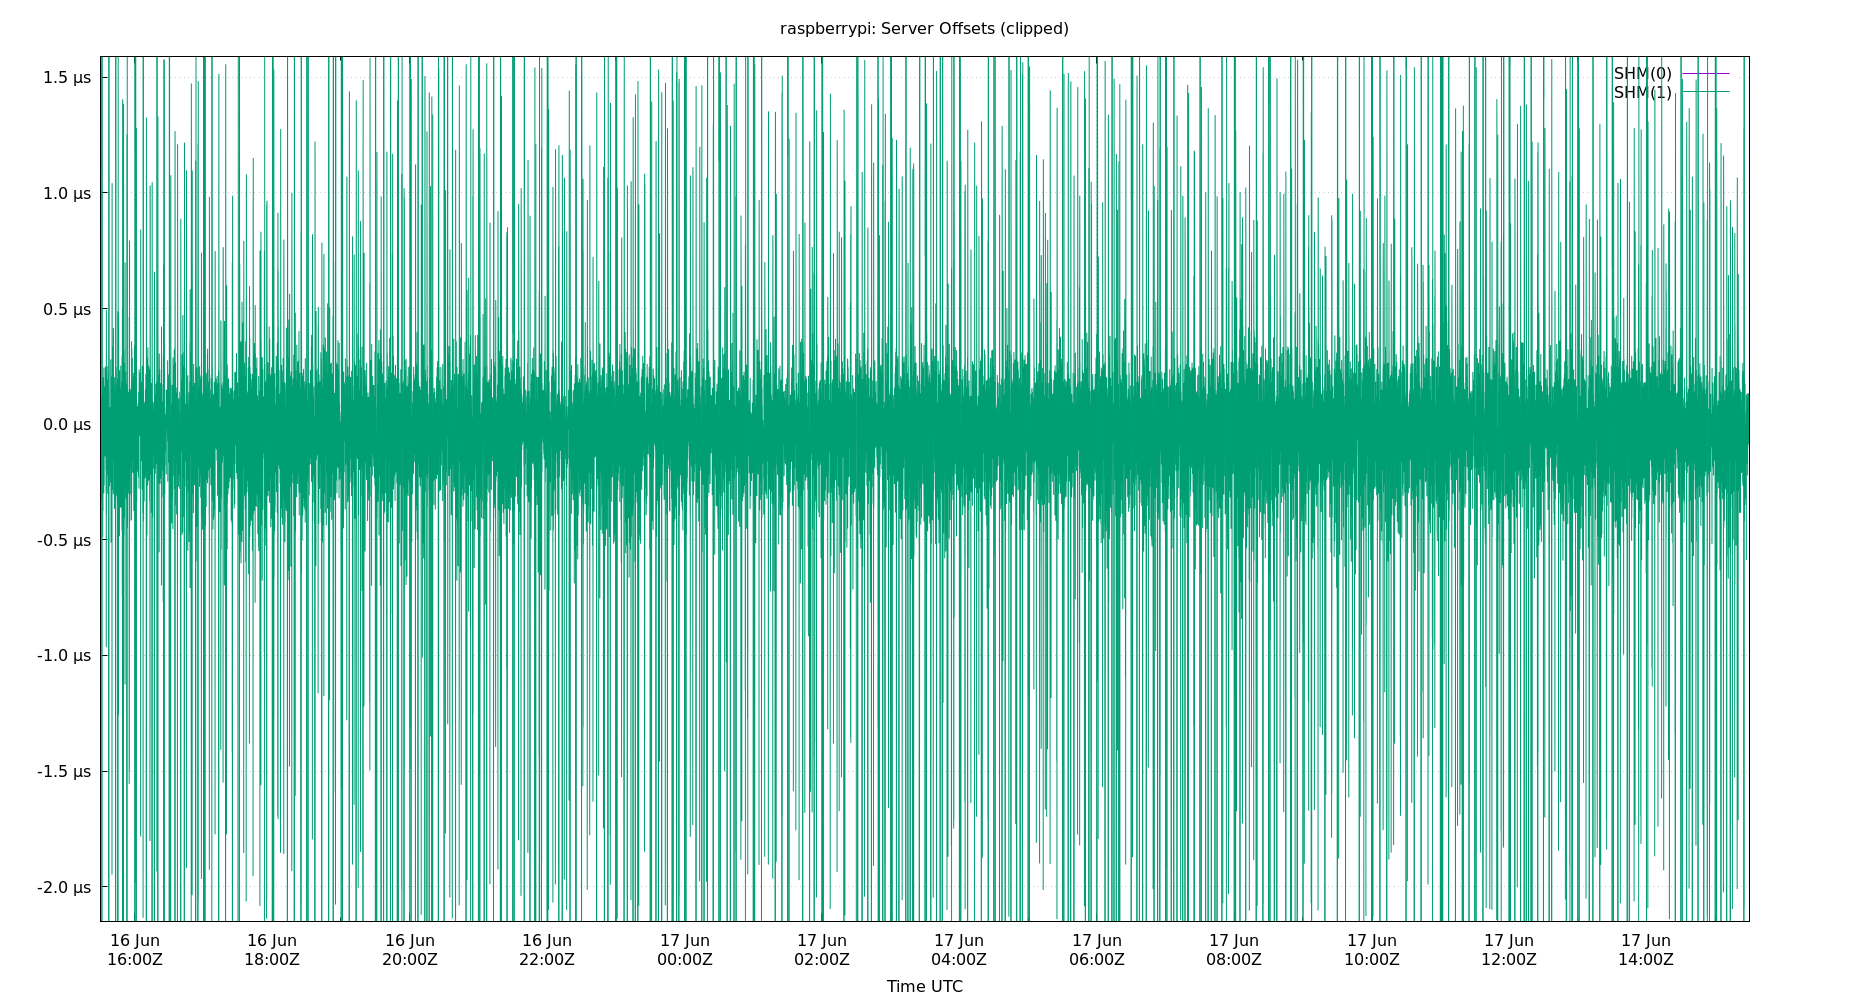 raspberrypi: Server Offsets (clipped)
1.5 µs
SHM(0)
SHM(1)
1.0 µs
0.5 µs
0.0 µs
-0.5 µs
-1.0 µs
-1.5 µs
-2.0 µs
16 Jun 16 Jun 16 Jun 16 Jun 17 Jun 17 Jun 17 Jun 17 Jun 17 Jun 17 Jun 17 Jun 17 Jun
16:00Z 18:00Z 20:00Z 22:00Z 00:00Z 02:00Z 04:00Z 06:00Z 08:00Z 10:00Z 12:00Z 14:00Z
Time UTC